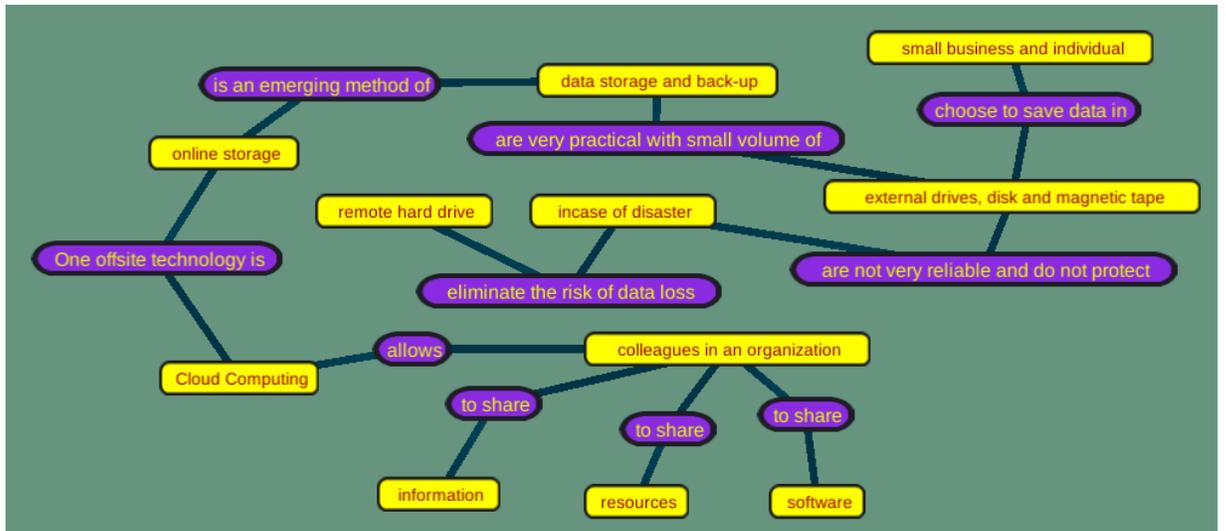 small business and individual
is an emerging method of
data storage and back-up
choose to save data in
are very practical with small volume of
online storage
external drives, disk and magnetic tape
remote hard drive
incase of disaster
One offsite technology is
are not very reliable and do not protect
eliminate the risk of data loss
allows
colleagues in an organization
Cloud Computing
to share
to share
to share
information
resources
software